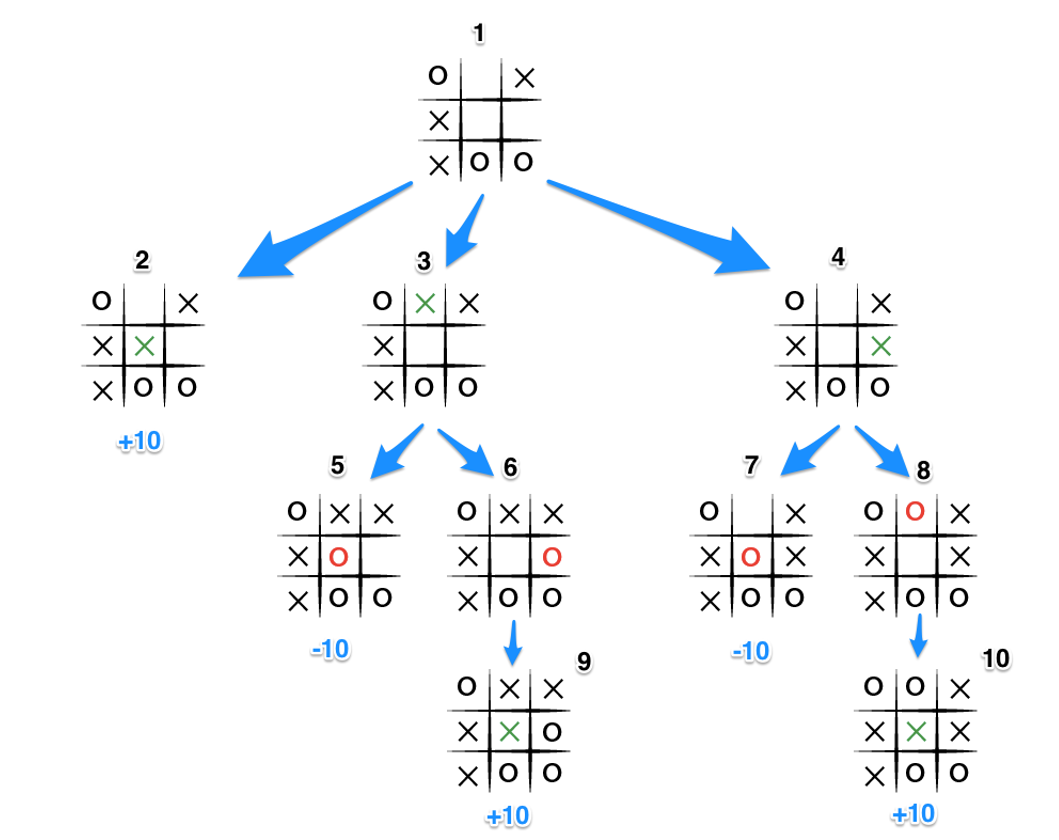 1
O X
X
X O O
2
3
4
O X
X X
X O O
O X X
X
X O O
O X
X X
X O O
+10
5
6
7
8
O X X
X O
X O O
O X X
X O
X O O
O X
X O X
X O O
O O X
X X
X O O
-10
-10
9
10
O X X
X X O
X O O
O O X
X X X
X O O
+10
+10